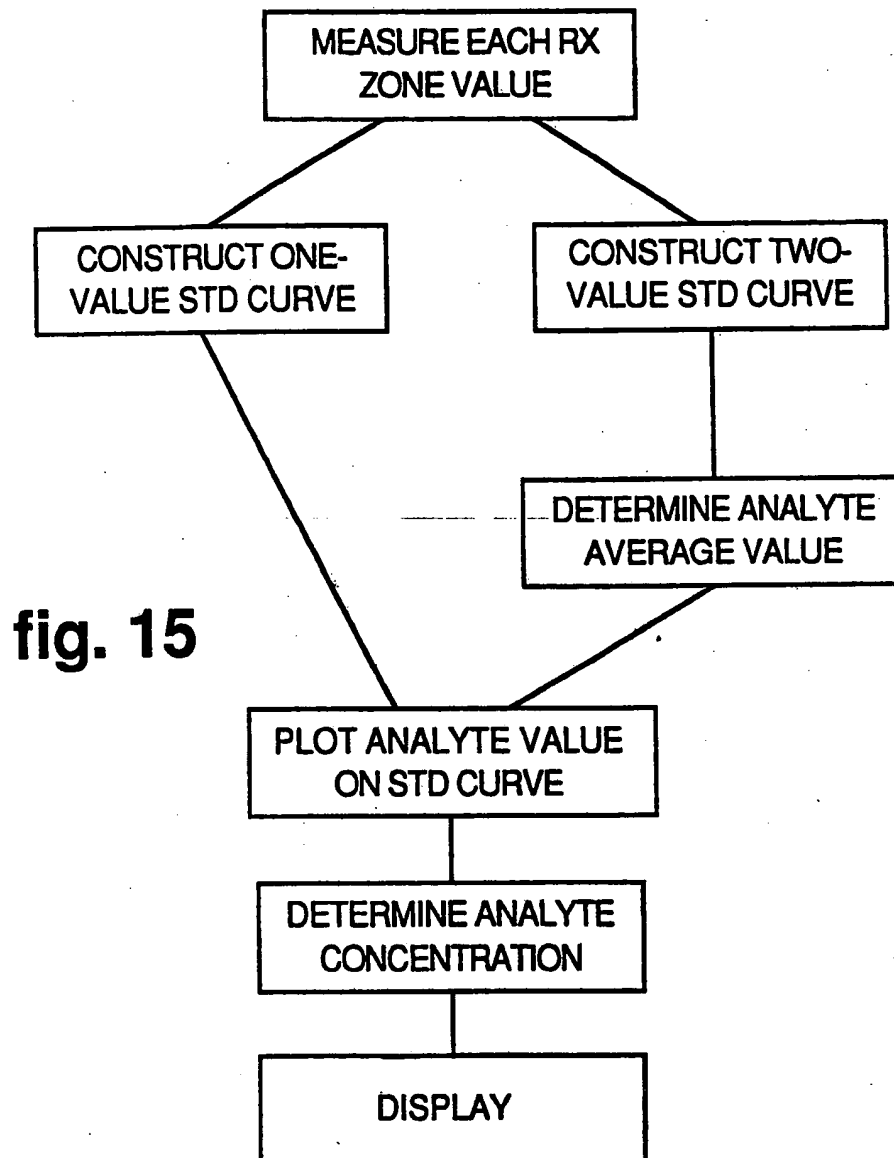 MEASURE EACH RX
ZONE VALUE
CONSTRUCT ONE-
VALUE STD CURVE
CONSTRUCT TWO-
VALUE STD CURVE
DETERMINE ANALYTE
AVERAGE VALUE
fig. 15
PLOT ANALYTE VALUE
ON STD CURVE
DETERMINE ANALYTE
CONCENTRATION
DISPLAY